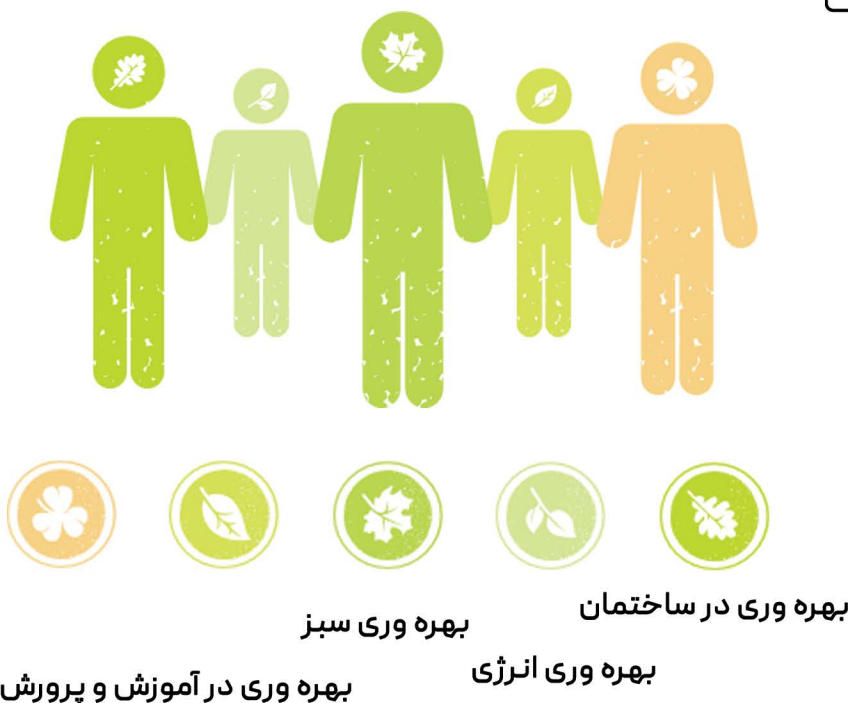 بهره وری در ساختمان
بهره وری سبز
بهره وری انرژی
بهره وری در آموزش و پرورش